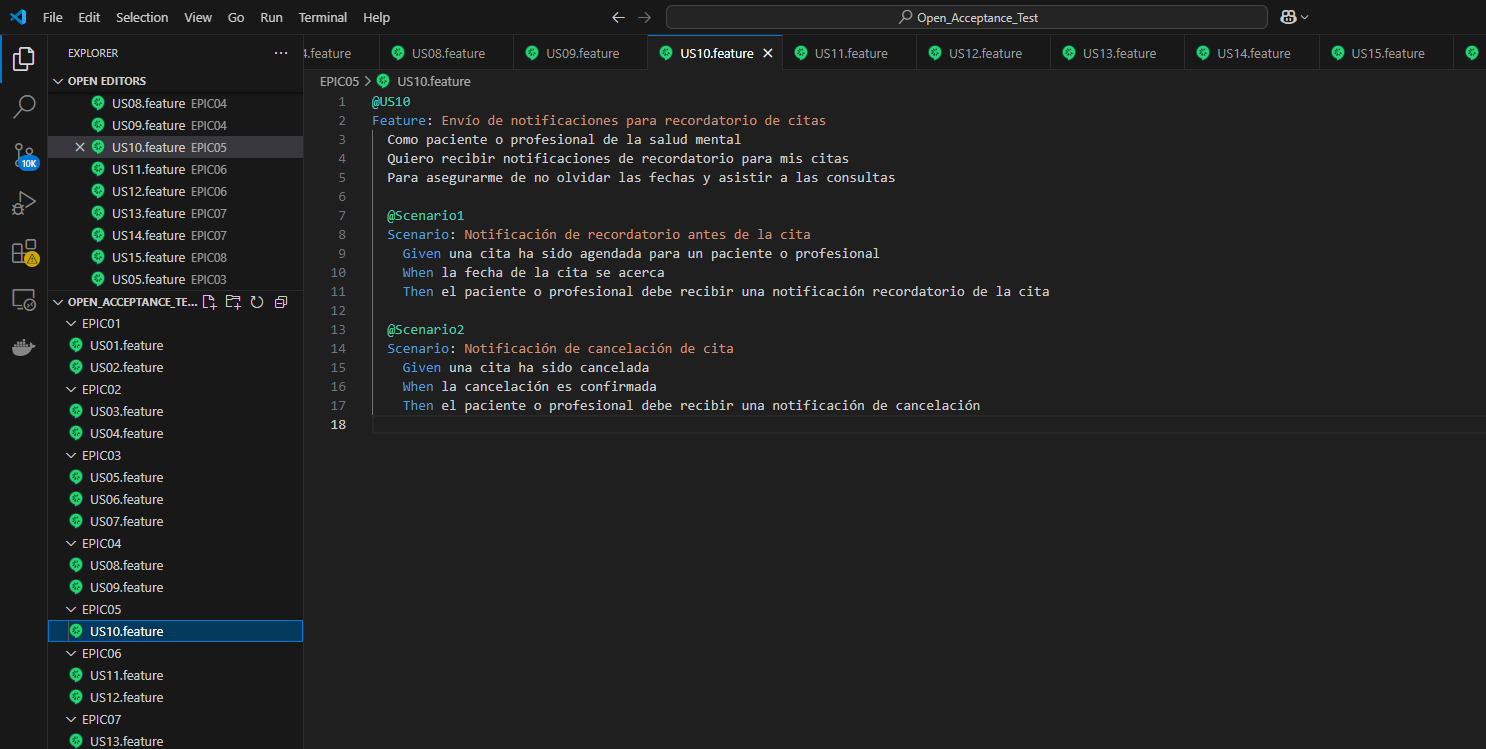 File Edit Selection View Go Run Terminal Help
Open_Acceptance_Test
EXPLORER
OPEN EDITORS
US08.feature EPIC04
US09.feature EPIC04
US10.feature EPIC05
US11.feature EPIC06
US12.feature EPIC06
US13.feature EPIC07
US14.feature EPIC07
US15.feature EPIC08
US05.feature EPIC03
10K
OPEN_ACCEPTANCE_TE...
EPIC01
US01.feature
US02.feature
EPIC02
US03.feature
US04.feature
EPIC03
US05.feature
US06.feature
US07.feature
EPIC04
US08.feature
US09.feature
EPIC05
US10.feature
EPIC06
US11.feature
US12.feature
EPIC07
US13.feature
4.feature US08.feature US09.feature US10.feature US11.feature US12.feature US13.feature US14.feature US15.feature
EPIC05 > US10.feature
1 @US10
2 Feature: Envío de notificaciones para recordatorio de citas
3 Como paciente o profesional de la salud mental
4 Quiero recibir notificaciones de recordatorio para mis citas
5 Para asegurarme de no olvidar las fechas y asistir a las consultas
6
7 @Scenario1
8 Scenario: Notificación de recordatorio antes de la cita
9 Given una cita ha sido agendada para un paciente o profesional
10 When la fecha de la cita se acerca
11 Then el paciente o profesional debe recibir una notificación recordatorio de la cita
12
13 @Scenario2
14 Scenario: Notificación de cancelación de cita
15 Given una cita ha sido cancelada
16 When la cancelación es confirmada
17 Then el paciente o profesional debe recibir una notificación de cancelación
18